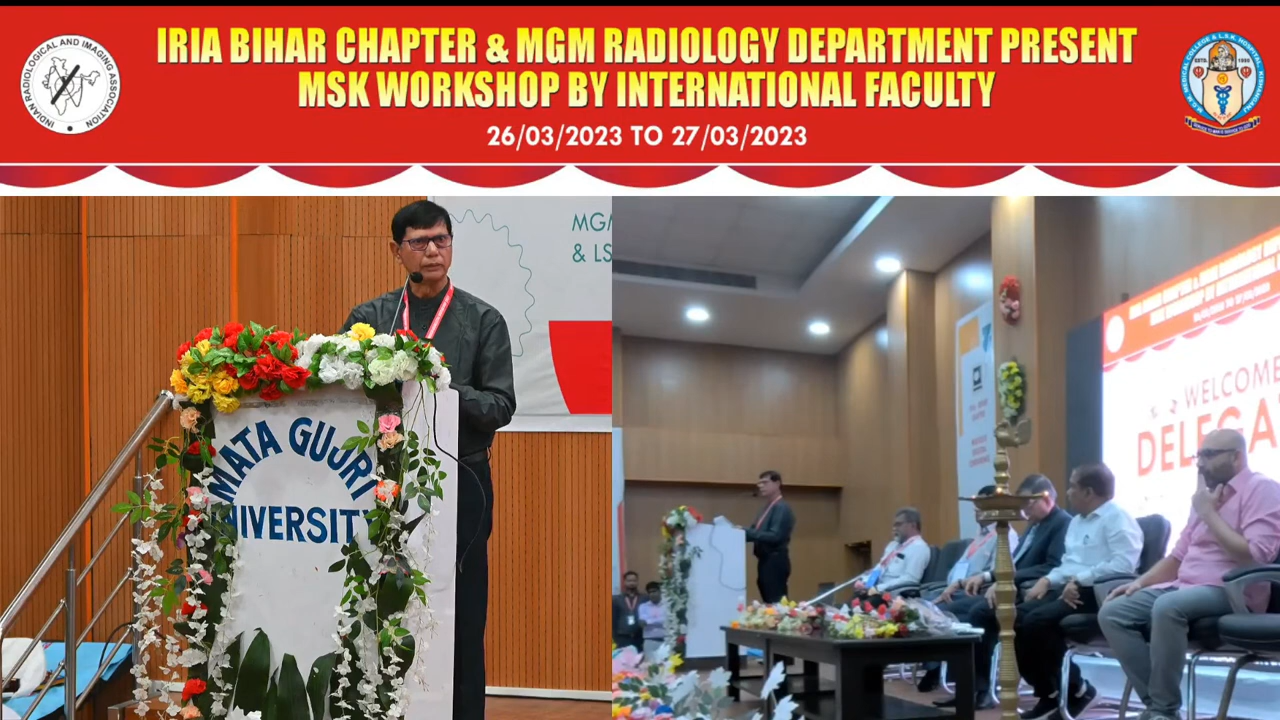 IRIA BIHAR CHAPTER & MGM RADIOLOGY DEPARTMENT PRESENT
MSK WORKSHOP BY INTERNATIONAL FACULTY
26/03/2023 TO 27/03/2023
INDIAN RADIOLOGICAL AND IMAGING ASSOCIATION
MGM
& LS
MATA GUJRI
UNIVERSITY
WELCOME
DELEGA